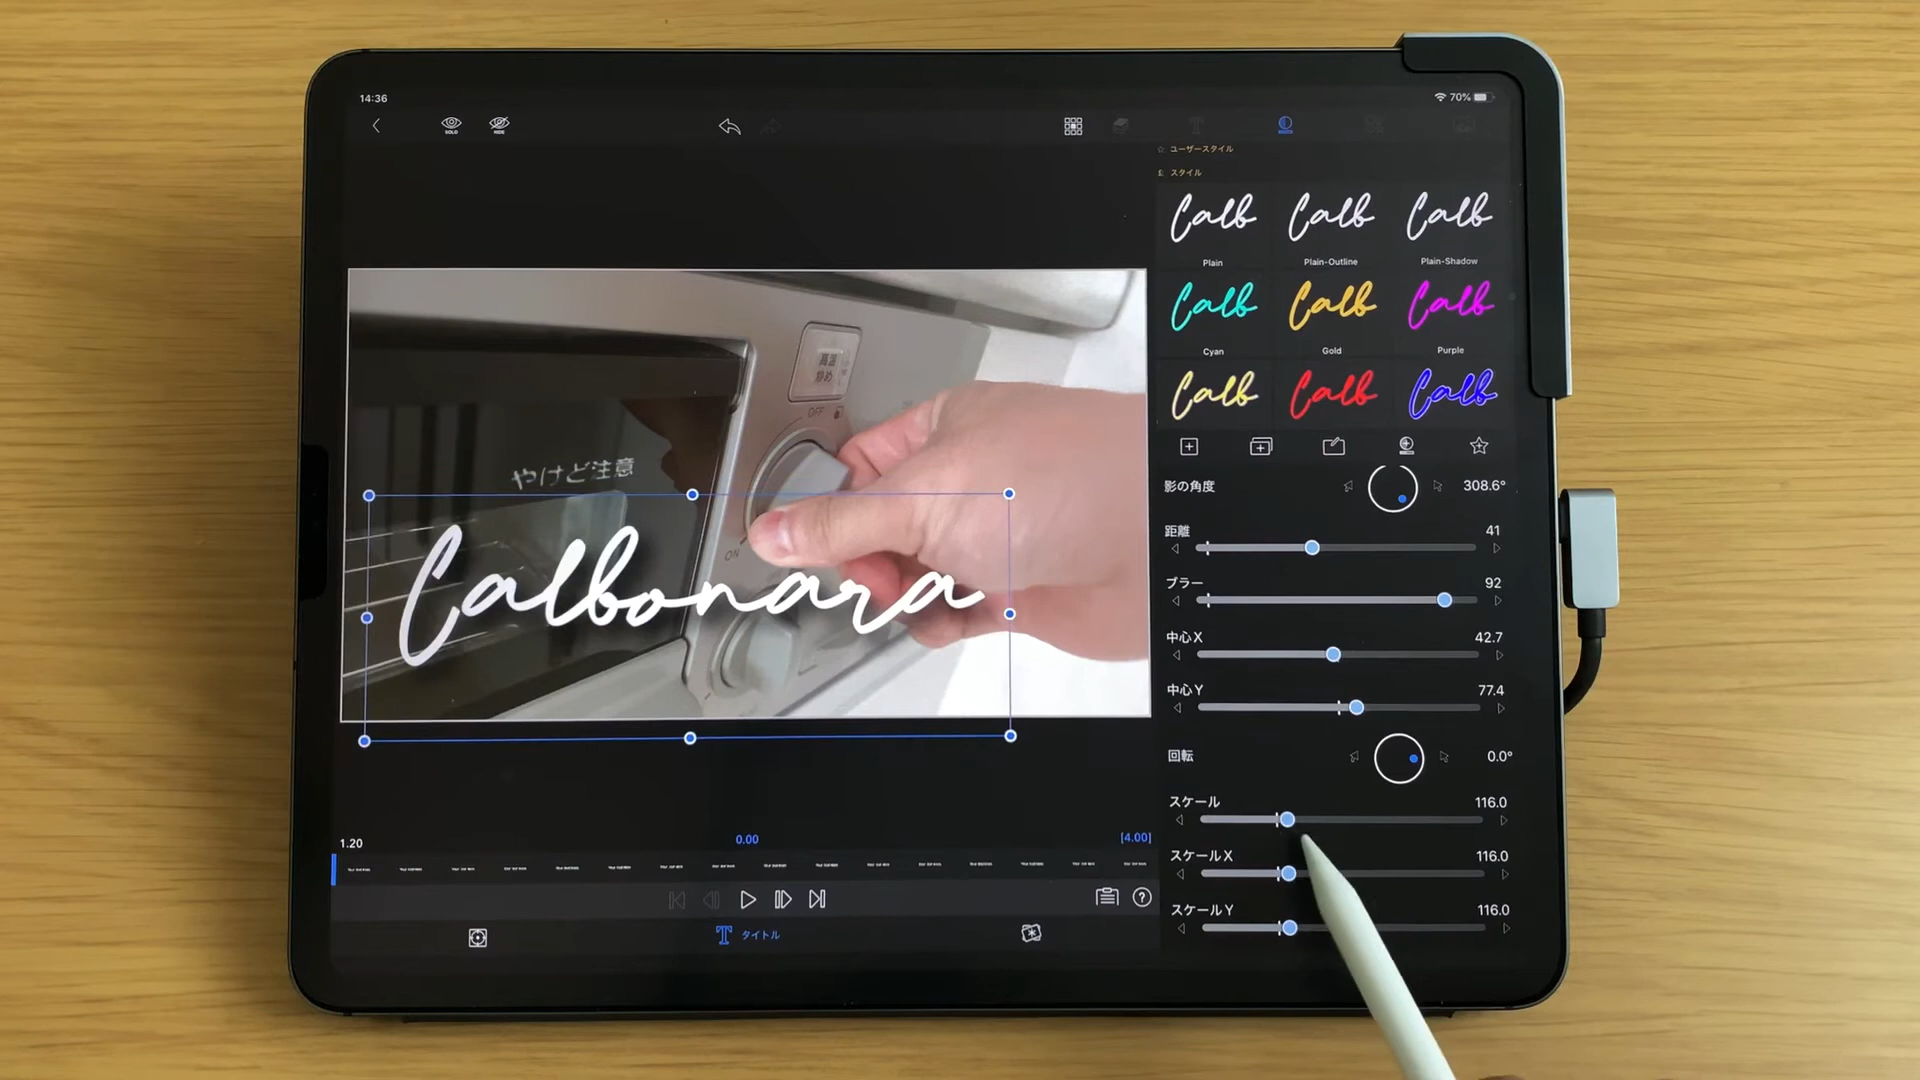 14:36
70%
SOLO
HIDE
ユーザースタイル
スタイル
Calb
Calb
Calb
Plain
Plain-Outline
Plain-Shadow
Calb
Calb
Calb
Cyan
Gold
Purple
Calb
Calb
Calb
OFF
やけど注意
ON
Calbonara
影の角度
308.6°
距離
41
ブラー
92
中心X
42.7
中心Y
77.4
回転
0.0°
スケール
116.0
スケールX
116.0
スケールY
116.0
1.20
0.00
[4.00]
タイトル